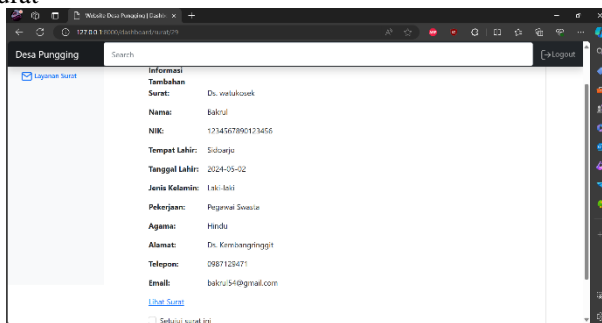 surat
Website Desa Pungging | Dashb
127.0.0.1:8000/dashboard/surat/29
Desa Pungging
Search
Logout
Layanan Surat
Informasi
Tambahan
Surat: Ds. watukosek
Nama: Bakrul
NIK: 1234567890123456
Tempat Lahir: Sidoarjo
Tanggal Lahir: 2024-05-02
Jenis Kelamin: Laki-laki
Pekerjaan: Pegawai Swasta
Agama: Hindu
Alamat: Ds. Kembangringgit
Telepon: 0987129471
Email: bakrul54@gmail.com
Lihat Surat
Setujui surat ini